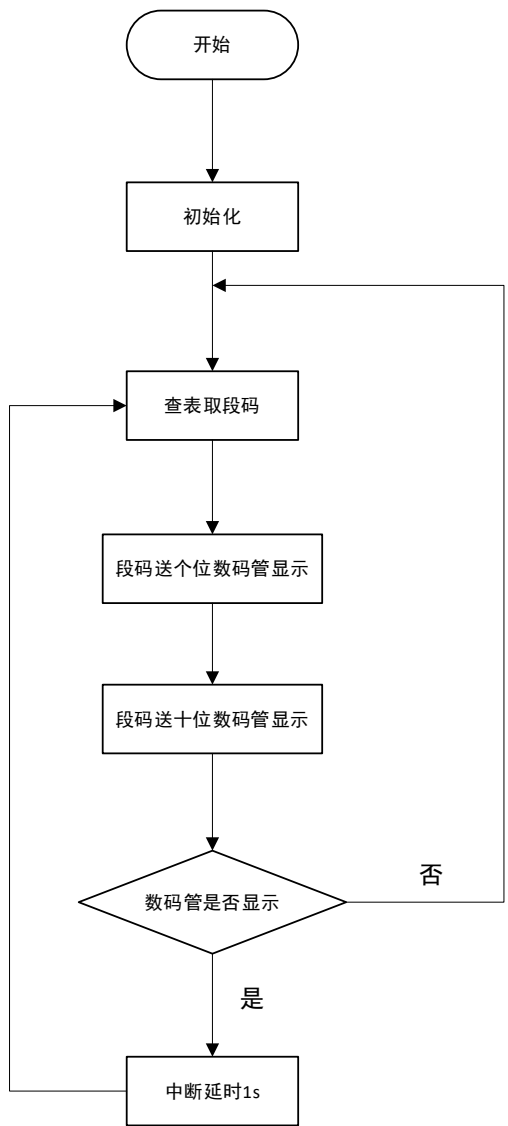 开始
初始化
查表取段码
段码送个位数码管显示
段码送十位数码管显示
数码管是否显示
否
是
中断延时1s